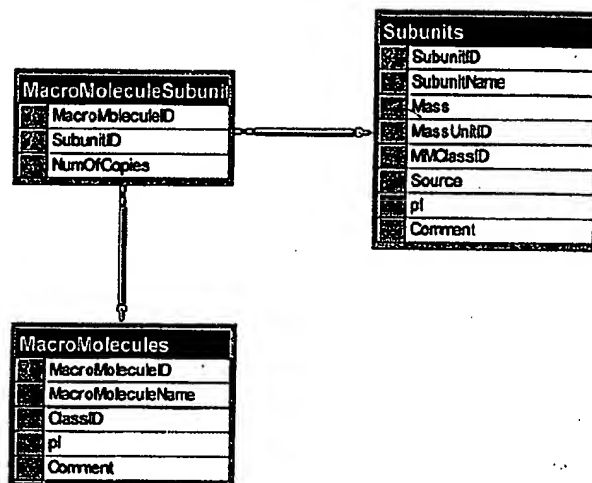 Subunits
SubunitID
SubunitName
Mass
MassUnitID
MMClassID
Source
pI
Comment
MacroMoleculeSubunit
MacroMoleculeID
SubunitID
NumOfCopies
MacroMolecules
MacroMoleculeID
MacroMoleculeName
ClassID
pI
Comment